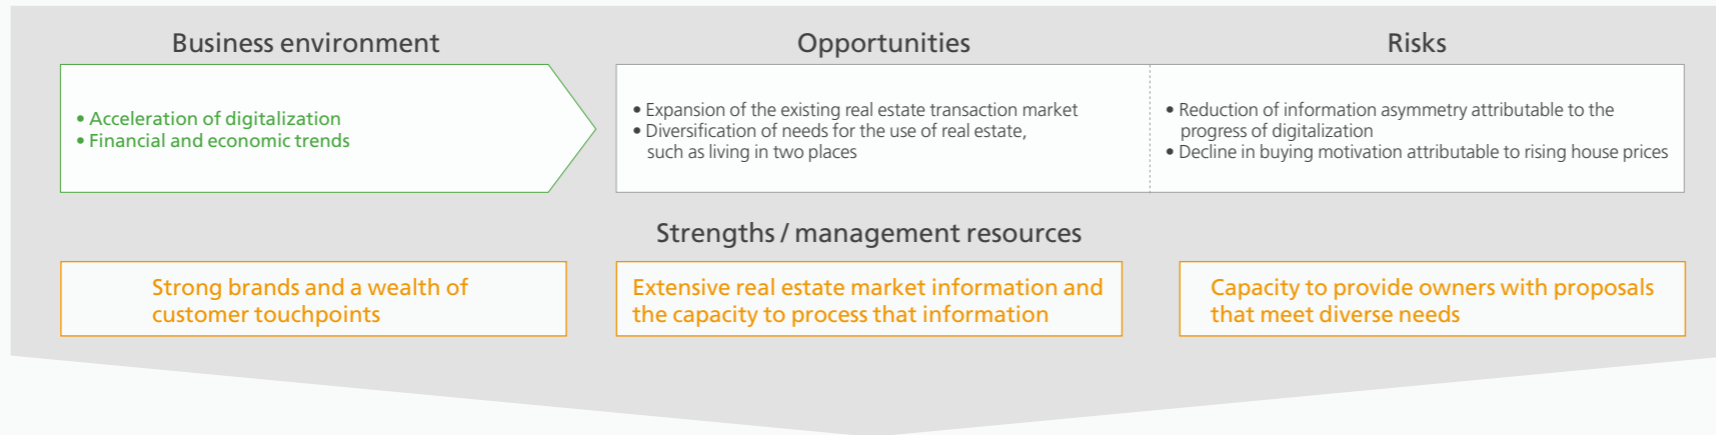 Business environment
• Acceleration of digitalization
• Financial and economic trends
Opportunities
• Expansion of the existing real estate transaction market
• Diversification of needs for the use of real estate,
such as living in two places
Risks
• Reduction of information asymmetry attributable to the
progress of digitalization
• Decline in buying motivation attributable to rising house prices
Strengths / management resources
Strong brands and a wealth of
customer touchpoints
Extensive real estate market information and
the capacity to process that information
Capacity to provide owners with proposals
that meet diverse needs